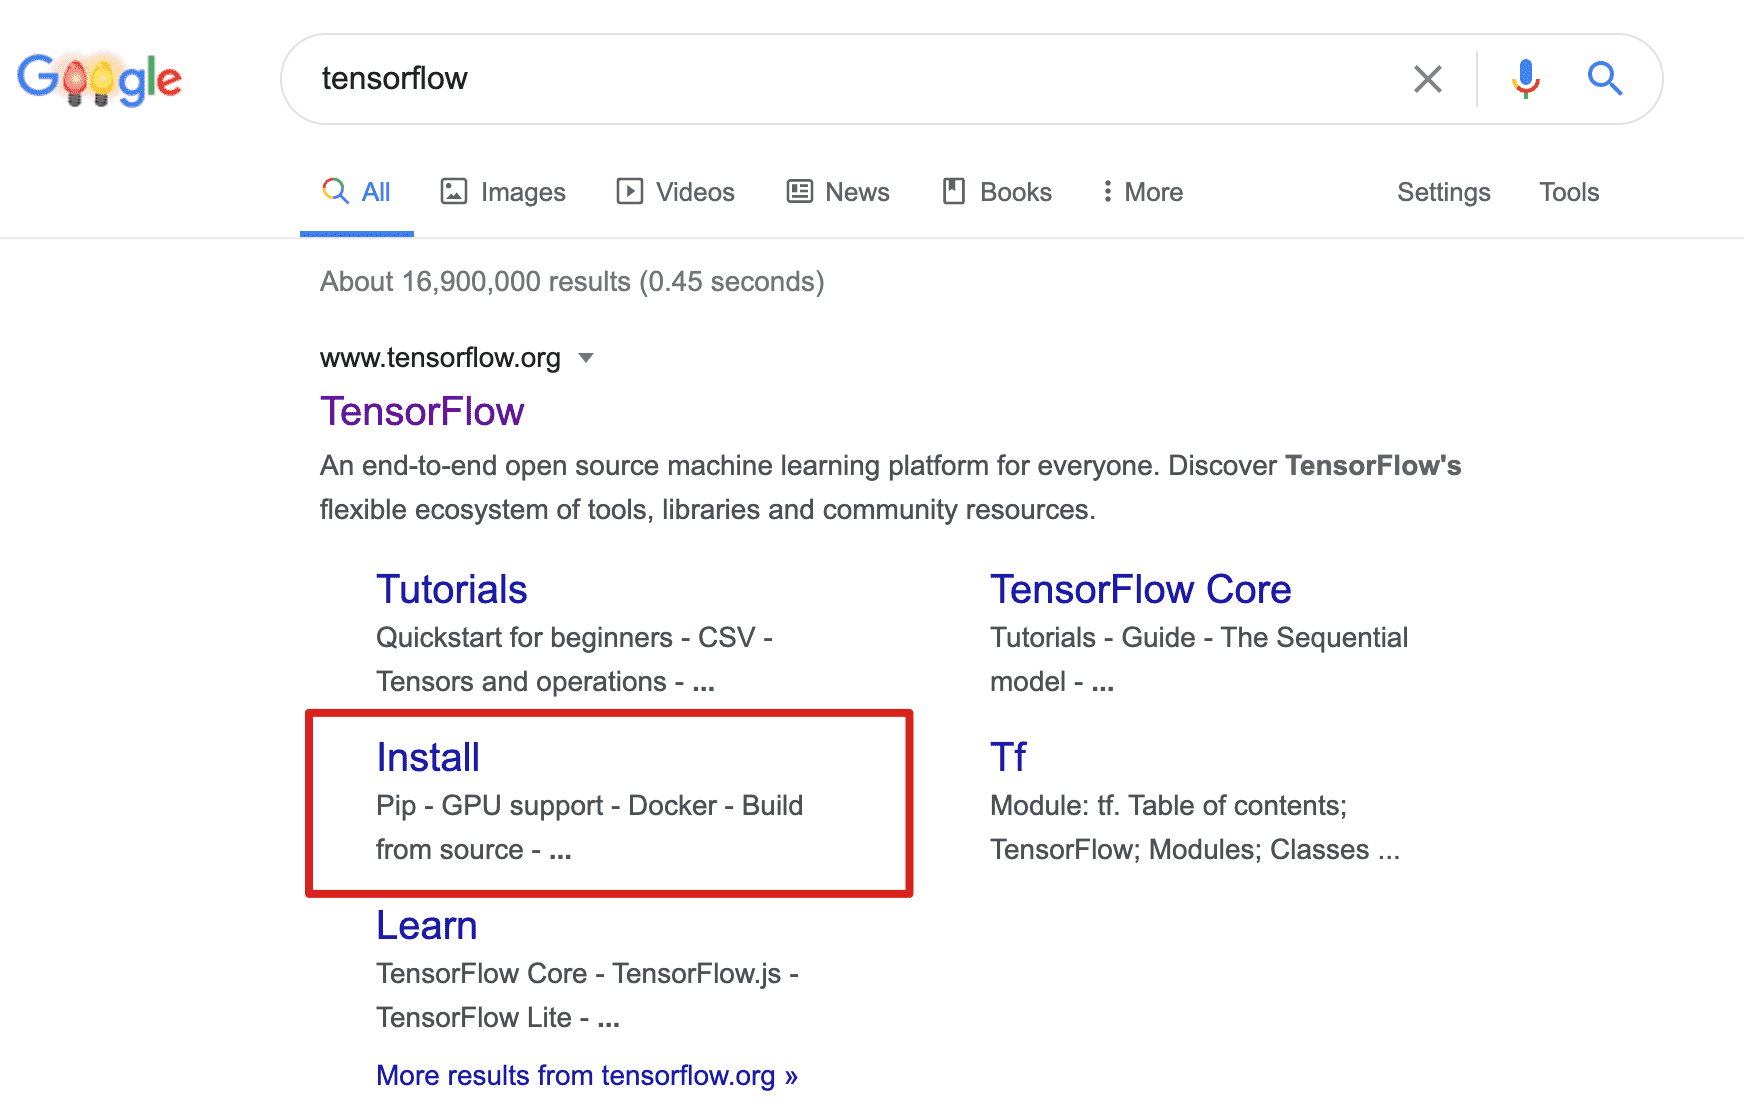 Google
tensorflow
All Images Videos News Books More Settings Tools
About 16,900,000 results (0.45 seconds)
www.tensorflow.org
TensorFlow
An end-to-end open source machine learning platform for everyone. Discover TensorFlow's
flexible ecosystem of tools, libraries and community resources.
Tutorials
Quickstart for beginners - CSV -
Tensors and operations - ...
TensorFlow Core
Tutorials - Guide - The Sequential
model - ...
Install
Pip - GPU support - Docker - Build
from source - ...
Tf
Module: tf. Table of contents;
TensorFlow; Modules; Classes ...
Learn
TensorFlow Core - TensorFlow.js -
TensorFlow Lite - ...
More results from tensorflow.org »